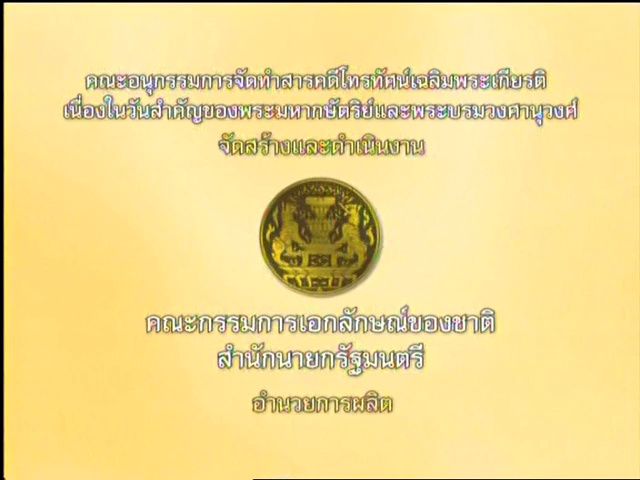 คณะอนุกรรมการจัดทำสารคดีโทรทัศน์เฉลิมพระเกียรติ
เนื่องในวันสำคัญของพระมหากษัตริย์และพระบรมวงศานุวงศ์
จัดสร้างและดำเนินงาน
คณะกรรมการเอกลักษณ์ของชาติ
สำนักนายกรัฐมนตรี
อำนวยการผลิต